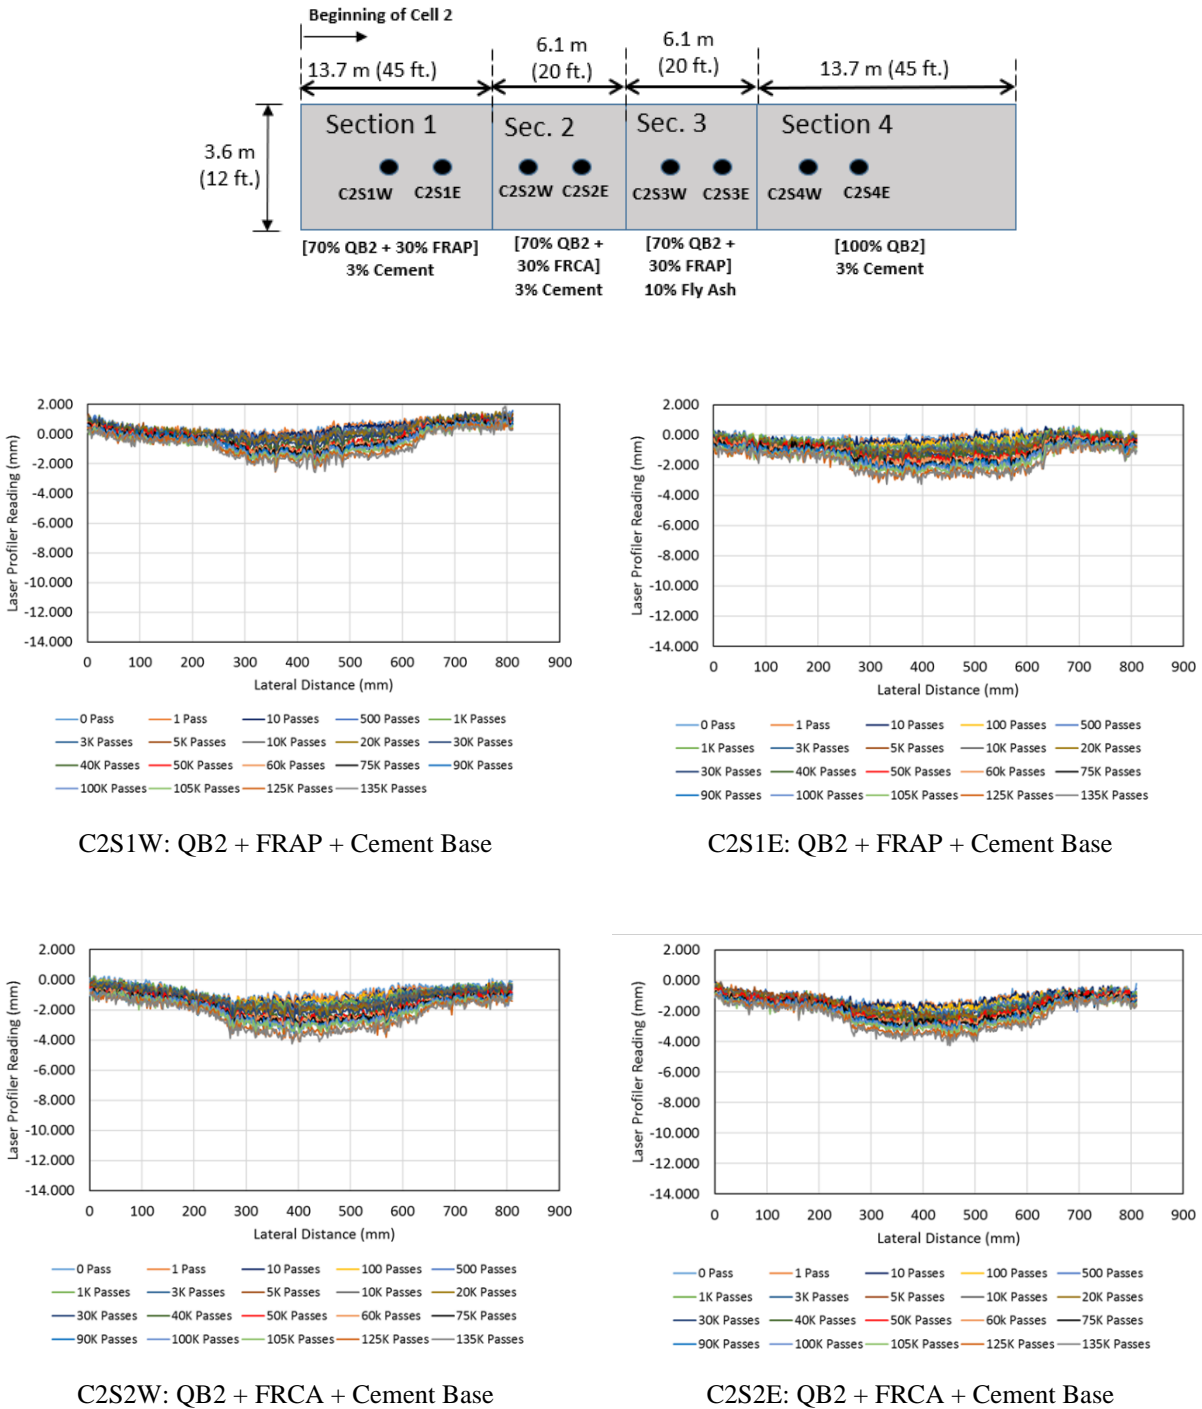 Beginning of Cell 2
13.7 m (45 ft.)
6.1 m
(20 ft.)
6.1 m
(20 ft.)
13.7 m (45 ft.)
3.6 m
(12 ft.)
Section 1
Sec. 2
Sec. 3
Section 4
C2S1W C2S1E C2S2W C2S2E C2S3W C2S3E C2S4W C2S4E
[70% QB2 + 30% FRAP]
3% Cement
[70% QB2 +
30% FRCA]
3% Cement
[70% QB2 +
30% FRAP]
10% Fly Ash
[100% QB2]
3% Cement
Laser Profiler Reading (mm)
2.000
0.000
-2.000
-4.000
-6.000
-8.000
-10.000
-12.000
-14.000
0 100 200 300 400 500 600 700 800 900
Lateral Distance (mm)
0 Pass 1 Pass 10 Passes 500 Passes 1K Passes
3K Passes 5K Passes 10K Passes 20K Passes 30K Passes
40K Passes 50K Passes 60k Passes 75K Passes 90K Passes
100K Passes 105K Passes 125K Passes 135K Passes
C2S1W: QB2 + FRAP + Cement Base
Laser Profiler Reading (mm)
2.000
0.000
-2.000
-4.000
-6.000
-8.000
-10.000
-12.000
-14.000
0 100 200 300 400 500 600 700 800 900
Lateral Distance (mm)
0 Pass 1 Pass 10 Passes 100 Passes 500 Passes
1K Passes 3K Passes 5K Passes 10K Passes 20K Passes
30K Passes 40K Passes 50K Passes 60k Passes 75K Passes
90K Passes 100K Passes 105K Passes 125K Passes 135K Passes
C2S1E: QB2 + FRAP + Cement Base
Laser Profiler Reading (mm)
2.000
0.000
-2.000
-4.000
-6.000
-8.000
-10.000
-12.000
-14.000
0 100 200 300 400 500 600 700 800 900
Lateral Distance (mm)
0 Pass 1 Pass 10 Passes 100 Passes 500 Passes
1K Passes 3K Passes 5K Passes 10K Passes 20K Passes
30K Passes 40K Passes 50K Passes 60k Passes 75K Passes
90K Passes 100K Passes 105K Passes 125K Passes 135K Passes
C2S2W: QB2 + FRCA + Cement Base
Laser Profiler Reading (mm)
2.000
0.000
-2.000
-4.000
-6.000
-8.000
-10.000
-12.000
-14.000
0 100 200 300 400 500 600 700 800 900
Lateral Distance (mm)
0 Pass 1 Pass 10 Passes 100 Passes 500 Passes
1K Passes 3K Passes 5K Passes 10K Passes 20K Passes
30K Passes 40K Passes 50K Passes 60k Passes 75K Passes
90K Passes 100K Passes 105K Passes 125K Passes 135K Passes
C2S2E: QB2 + FRCA + Cement Base